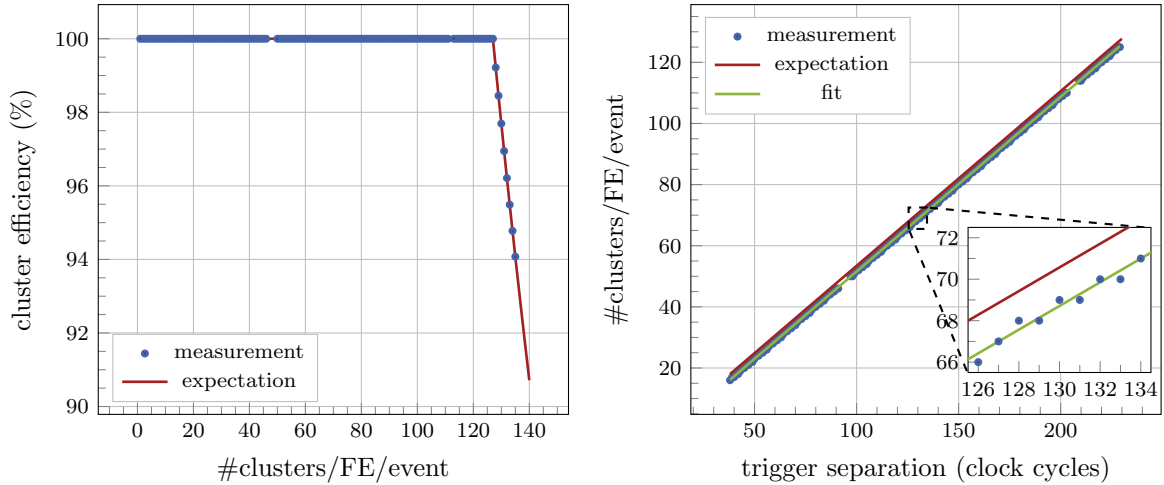 cluster efficiency (%)
100
98
96
94
92
90
measurement
expectation
0 20 40 60 80 100 120 140
#clusters/FE/event
#clusters/FE/event
120
100
80
60
40
20
measurement
expectation
fit
72
70
68
66
126 128 130 132 134
50 100 150 200
trigger separation (clock cycles)